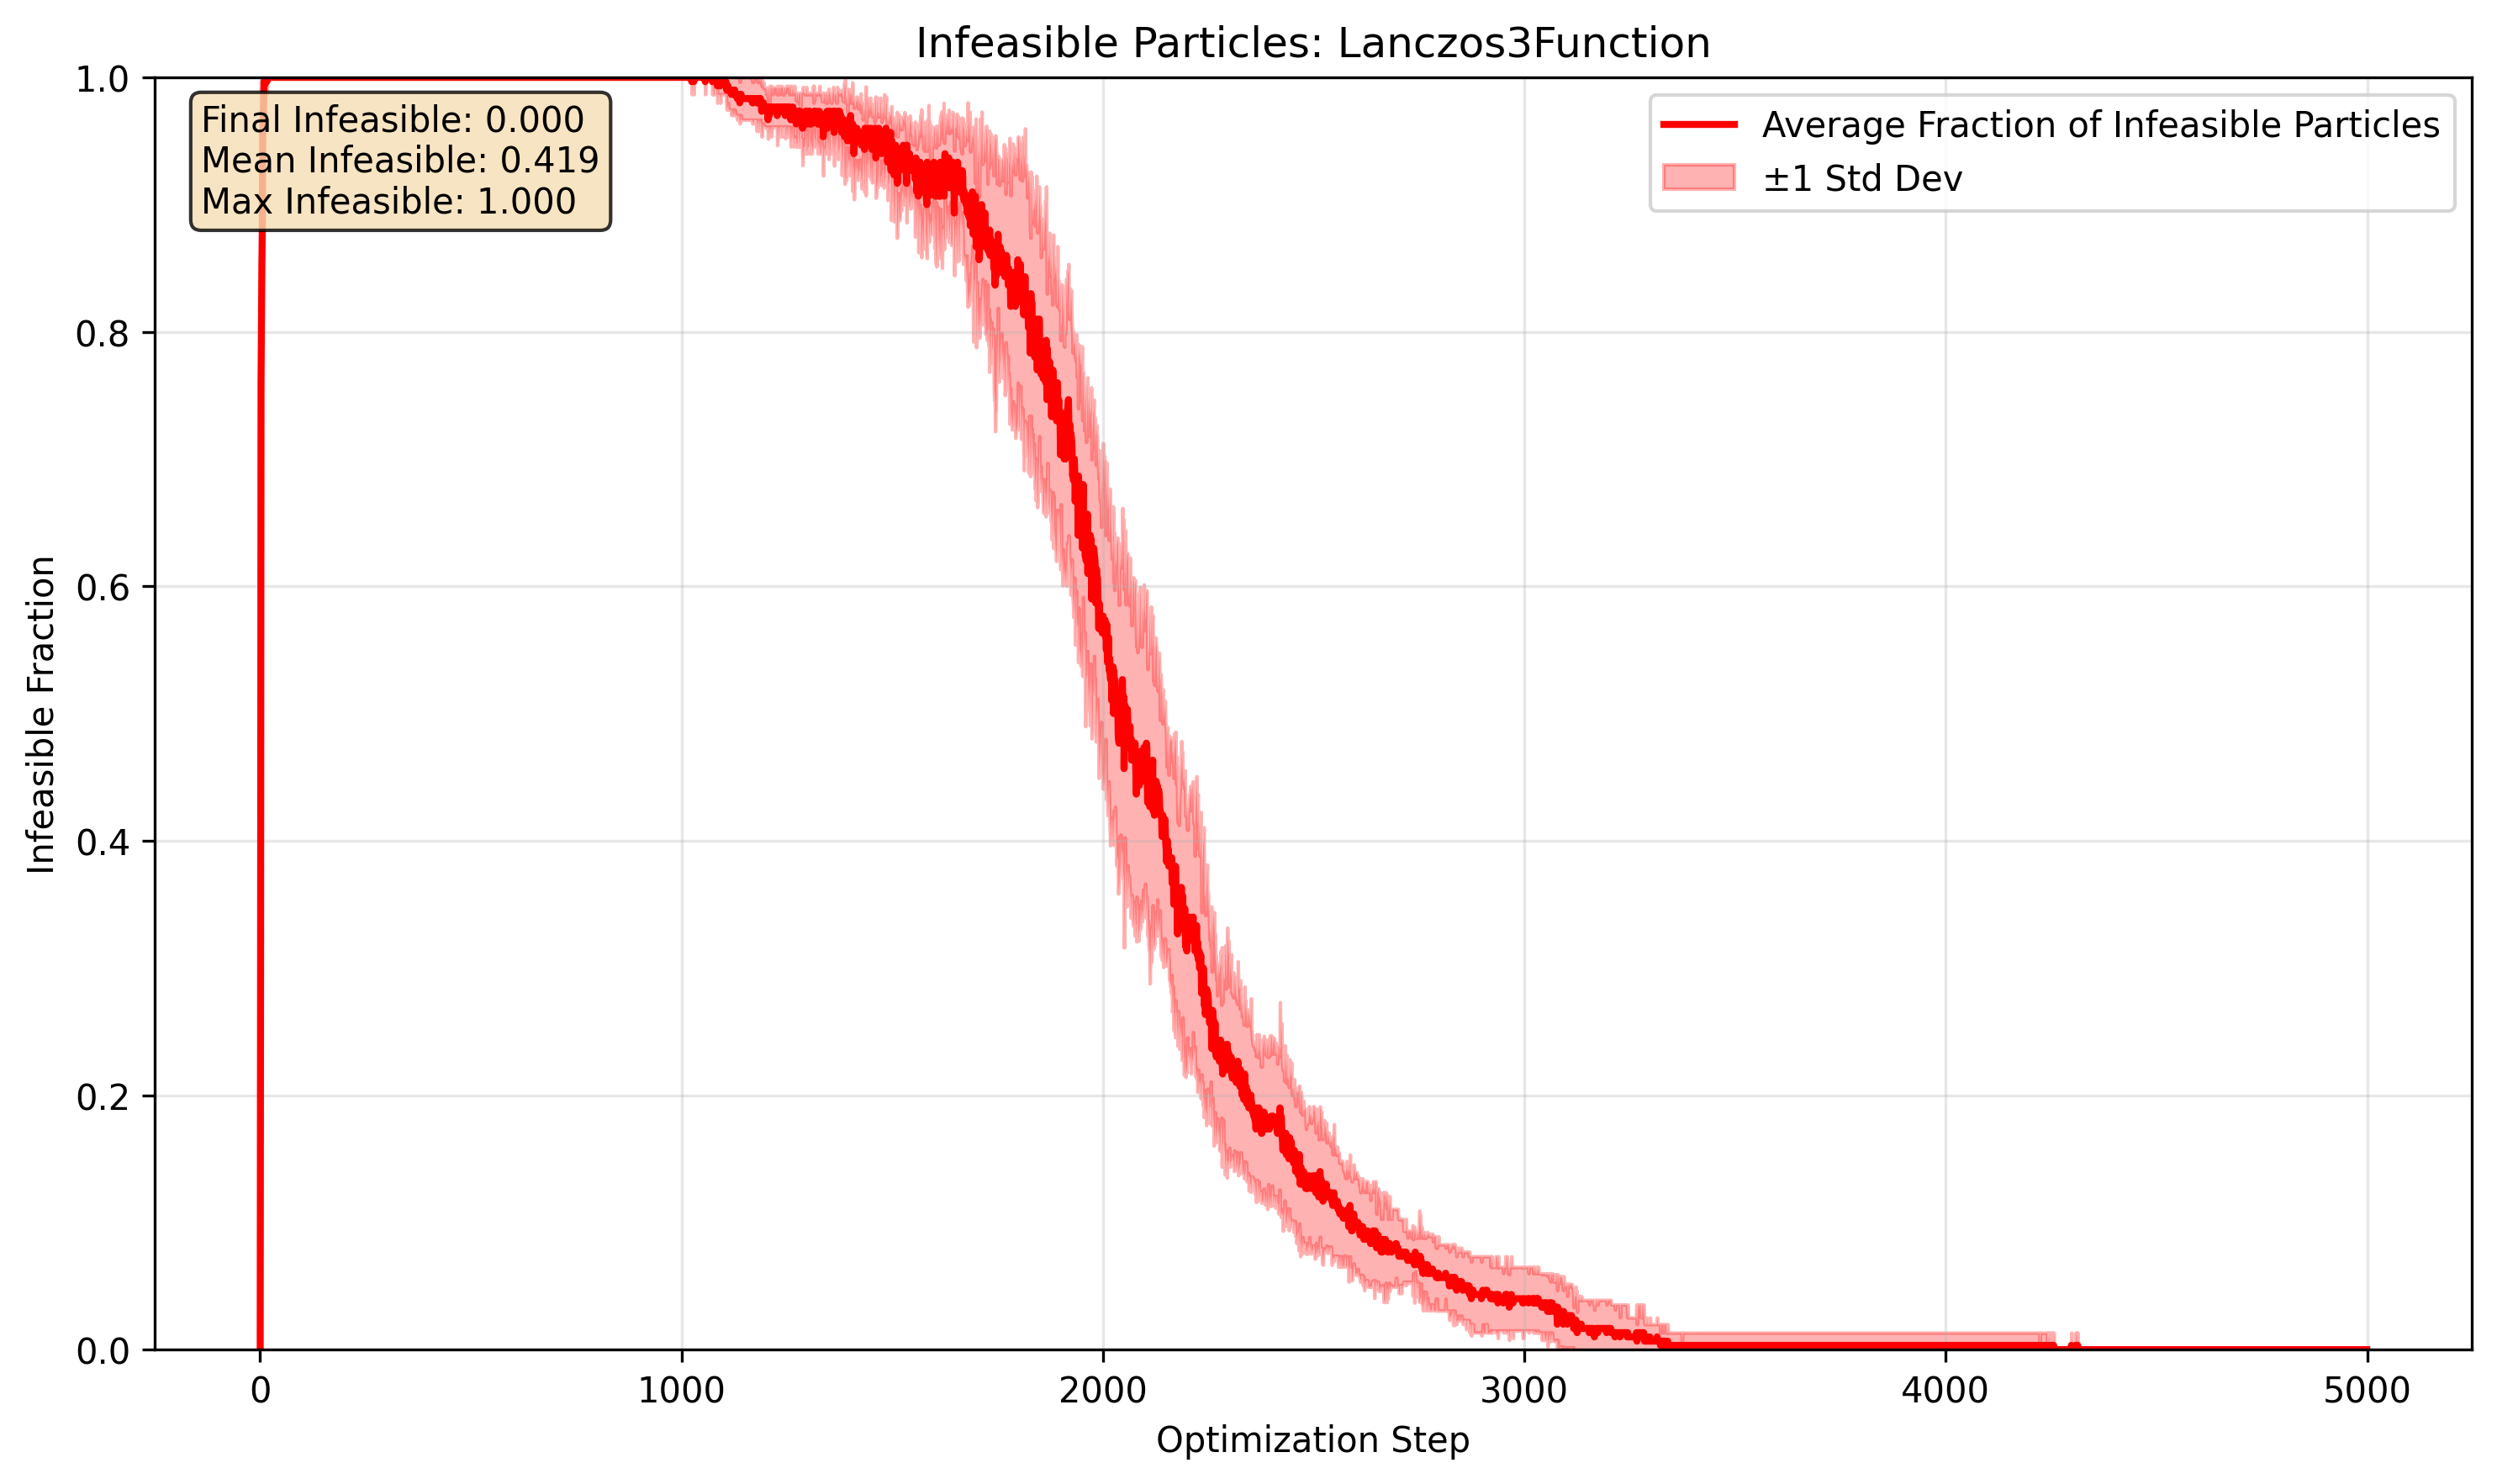 Infeasible Particles: Lanczos3Function
Final Infeasible: 0.000
Mean Infeasible: 0.419
Max Infeasible: 1.000
Average Fraction of Infeasible Particles
±1 Std Dev
Infeasible Fraction
1.0
0.8
0.6
0.4
0.2
0.0
0
1000
2000
3000
4000
5000
Optimization Step